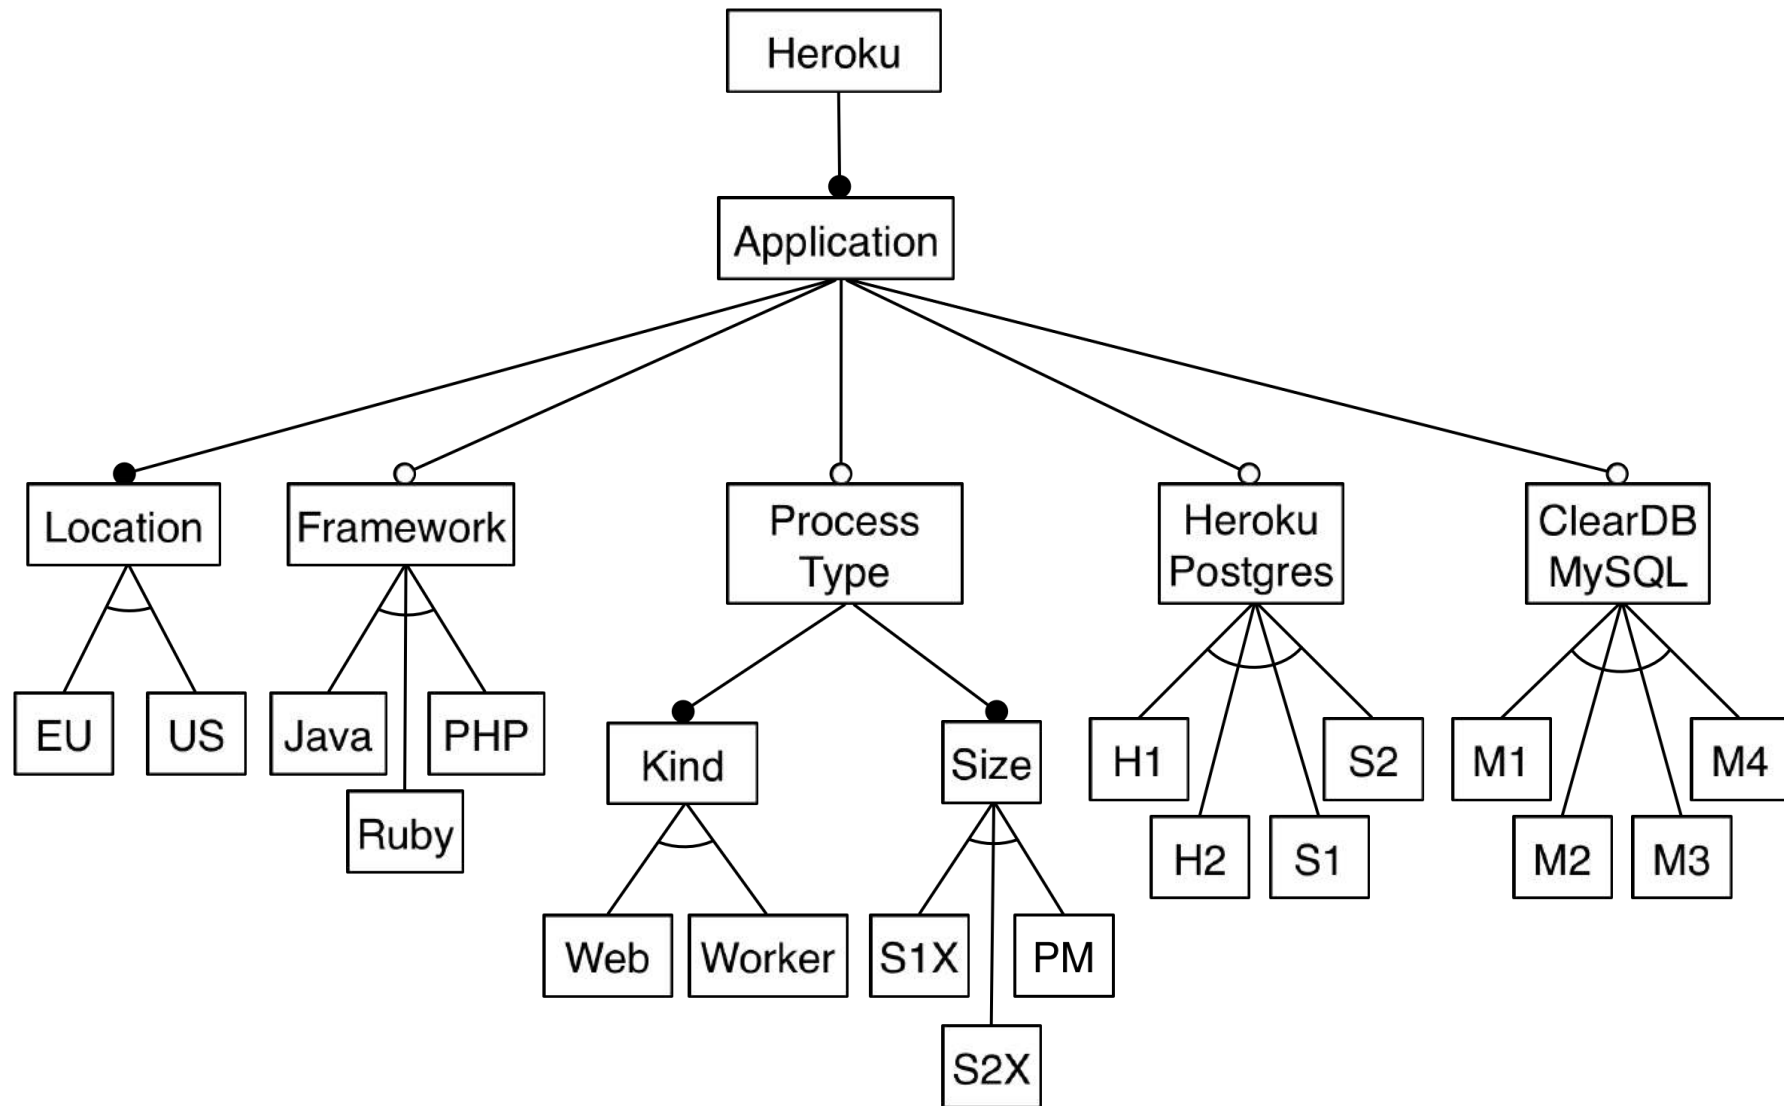 Heroku
Application
Location
Framework
Process
Type
Heroku
Postgres
ClearDB
MySQL
EU
US
Java
PHP
Ruby
Kind
Size
H1
S2
H2
S1
M1
M4
M2
M3
Web
Worker
S1X
PM
S2X